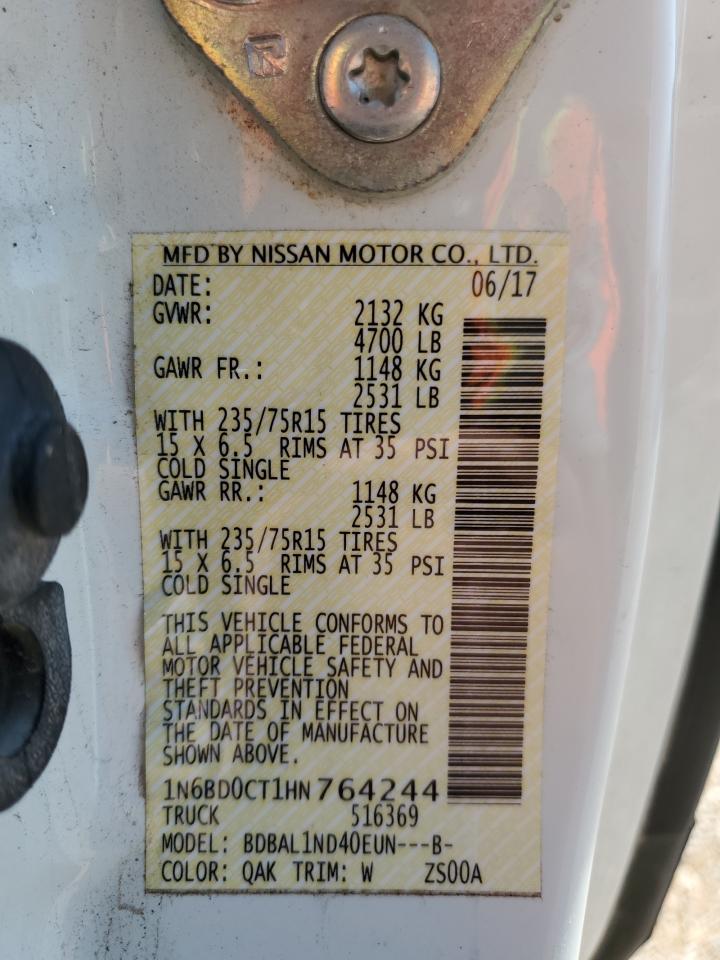 MFD BY NISSAN MOTOR CO., LTD.
DATE: 06/17
GVWR: 2132 KG
4700 LB
GAWR FR.: 1148 KG
2531 LB
WITH 235/75R15 TIRES
15 X 6.5 RIMS AT 35 PSI
COLD SINGLE
GAWR RR.: 1148 KG
2531 LB
WITH 235/75R15 TIRES
15 X 6.5 RIMS AT 35 PSI
COLD SINGLE
THIS VEHICLE CONFORMS TO
ALL APPLICABLE FEDERAL
MOTOR VEHICLE SAFETY AND
THEFT PREVENTION
STANDARDS IN EFFECT ON
THE DATE OF MANUFACTURE
SHOWN ABOVE.
1N6BD0CT1HN764244
TRUCK 516369
MODEL: BDBAL1ND40EUN---B-
COLOR: QAK TRIM: W ZS00A